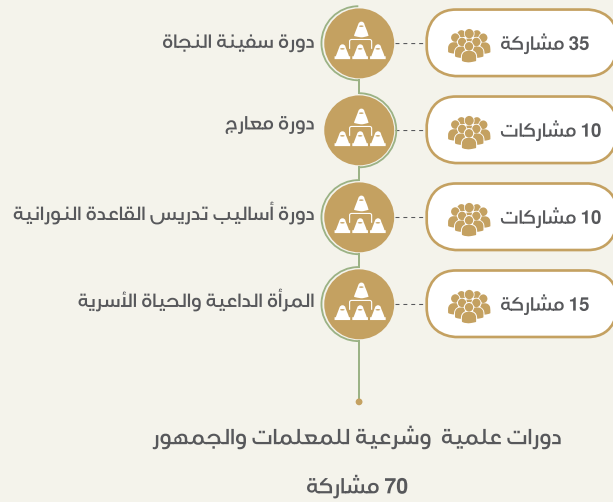 35 مشاركة
دورة سفينة النجاة
10 مشاركات
دورة معارج
10 مشاركات
دورة أساليب تدريس القاعدة النورانية
15 مشاركة
المرأة الداعية والحياة الأسرية
دورات علمية وشرعية للمعلمات والجمهور
70 مشاركة